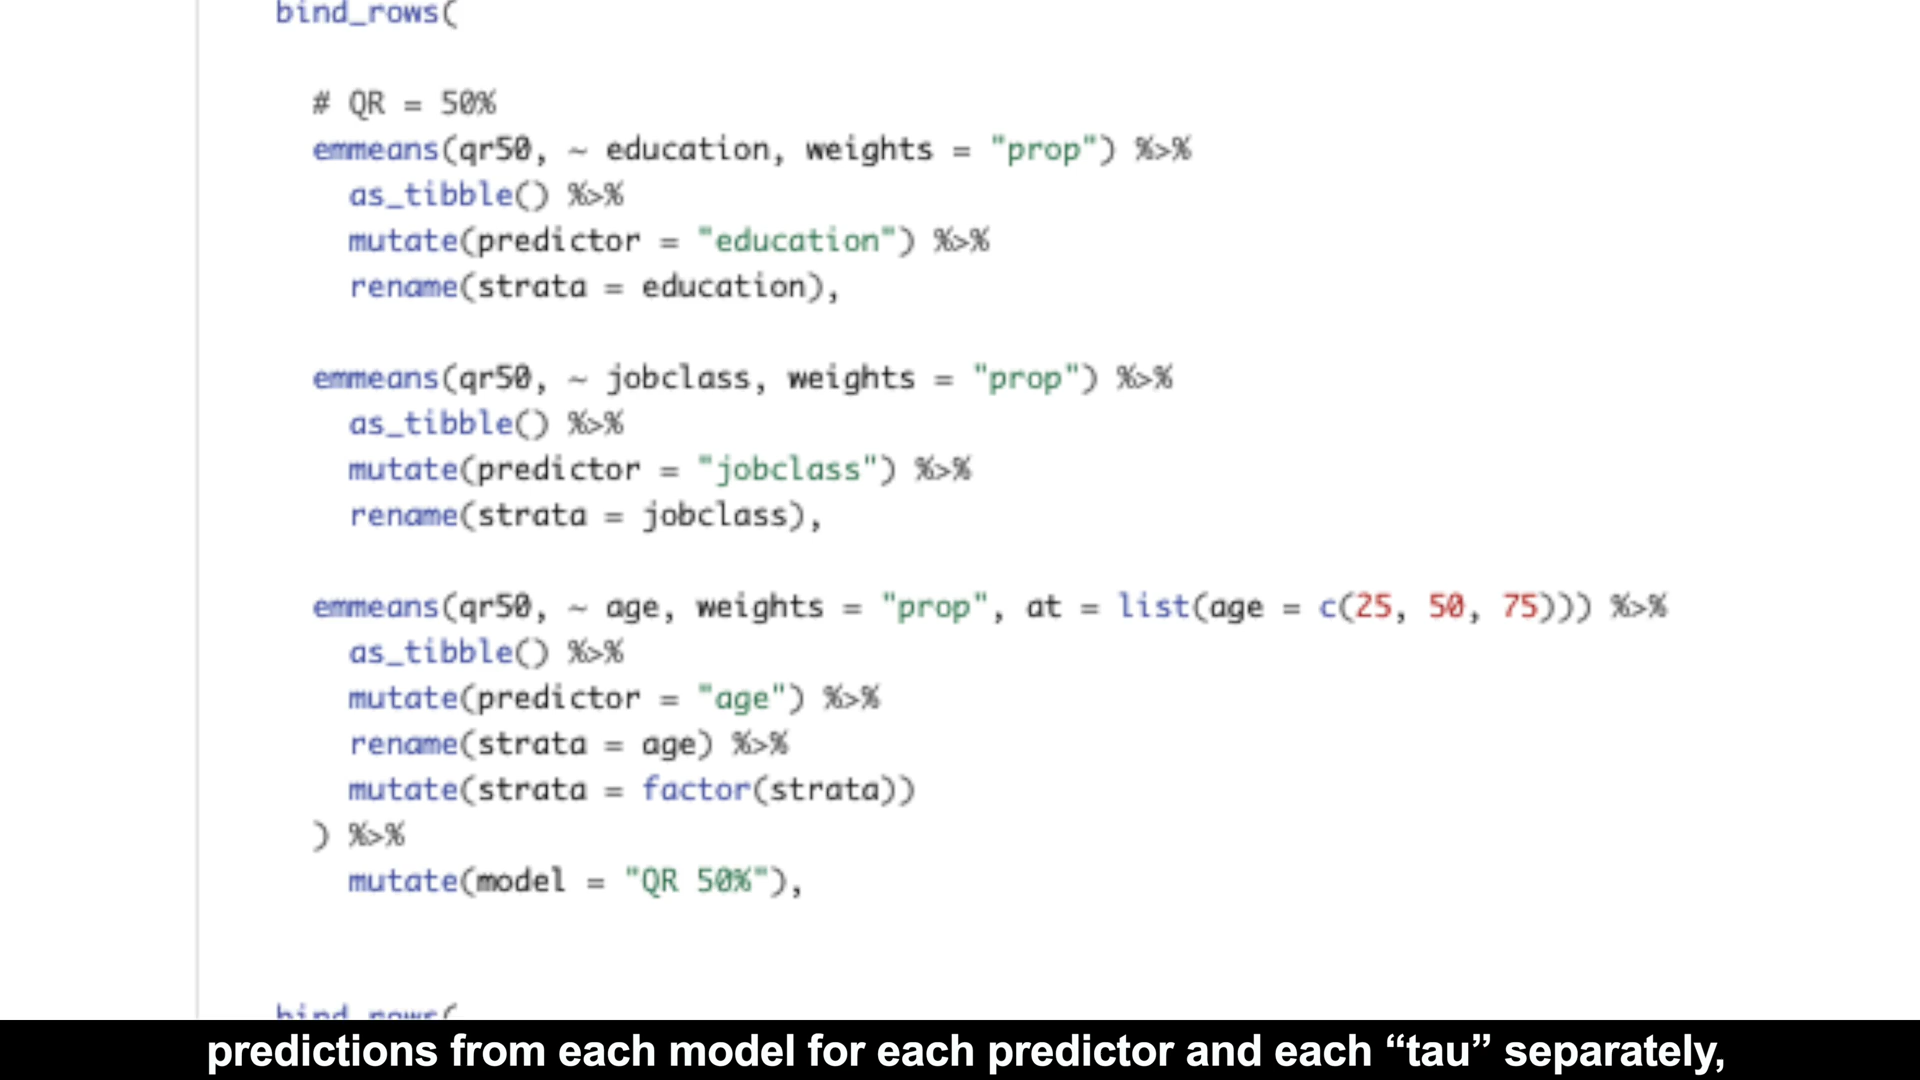 bind_rows(
# QR = 50%
emmeans(qr50, ~ education, weights = "prop") %>%
as_tibble() %>%
mutate(predictor = "education") %>%
rename(strata = education),
emmeans(qr50, ~ jobclass, weights = "prop") %>%
as_tibble() %>%
mutate(predictor = "jobclass") %>%
rename(strata = jobclass),
emmeans(qr50, ~ age, weights = "prop", at = list(age = c(25, 50, 75))) %>%
as_tibble() %>%
mutate(predictor = "age") %>%
rename(strata = age) %>%
mutate(strata = factor(strata))
) %>%
mutate(model = "QR 50%"),
bind_rows(
predictions from each model for each predictor and each “tau” separately,